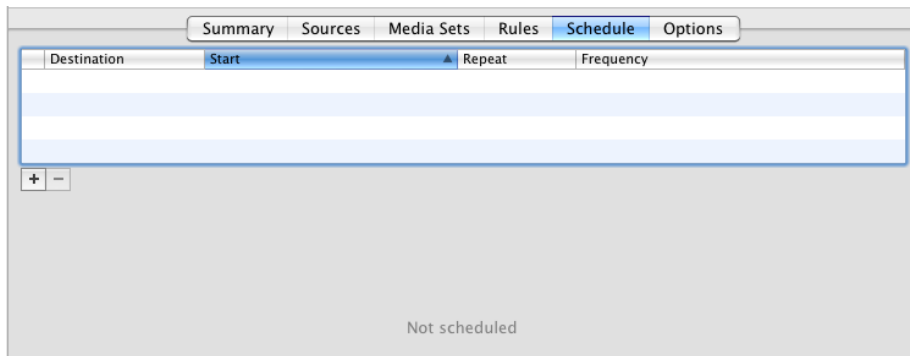 Summary Sources Media Sets Rules Schedule Options
Destination Start Repeat Frequency
+ −
Not scheduled